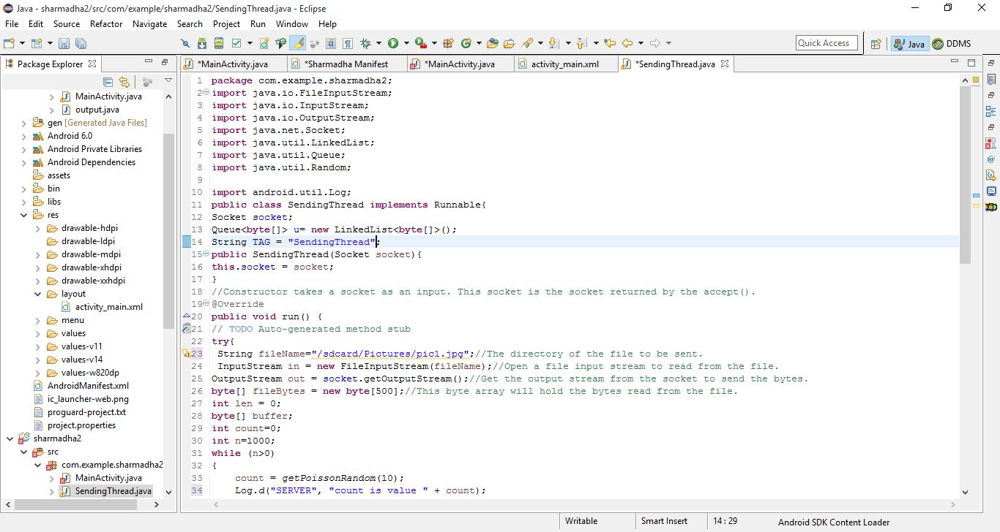 Java - sharmadha2/src/com/example/sharmadha2/SendingThread.java - Eclipse
File Edit Source Refactor Navigate Search Project Run Window Help
Quick Access Java DDMS
Package Explorer
*MainActivity.java *Sharmadha Manifest *MainActivity.java activity_main.xml *SendingThread.java
MainActivity.java
output.java
gen [Generated Java Files]
Android 6.0
Android Private Libraries
Android Dependencies
assets
bin
libs
res
drawable-hdpi
drawable-ldpi
drawable-mdpi
drawable-xhdpi
drawable-xxhdpi
layout
activity_main.xml
menu
values
values-v11
values-v14
values-w820dp
AndroidManifest.xml
ic_launcher-web.png
proguard-project.txt
project.properties
sharmadha2
src
com.example.sharmadha2
MainActivity.java
SendingThread.java
1 package com.example.sharmadha2;
2 import java.io.FileInputStream;
3 import java.io.InputStream;
4 import java.io.OutputStream;
5 import java.net.Socket;
6 import java.util.LinkedList;
7 import java.util.Queue;
8 import java.util.Random;
9
10 import android.util.Log;
11 public class SendingThread implements Runnable{
12 Socket socket;
13 Queue<byte[]> u= new LinkedList<byte[]>();
14 String TAG = "SendingThread";
15 public SendingThread(Socket socket){
16 this.socket = socket;
17 }
18 //Constructor takes a socket as an input. This socket is the socket returned by the accept().
19 @Override
20 public void run() {
21 // TODO Auto-generated method stub
22 try{
23 String fileName="/sdcard/Pictures/pic1.jpg";//The directory of the file to be sent.
24 InputStream in = new FileInputStream(fileName);//Open a file input stream to read from the file.
25 OutputStream out = socket.getOutputStream();//Get the output stream from the socket to send the bytes.
26 byte[] fileBytes = new byte[500];//This byte array will hold the bytes read from the file.
27 int len = 0;
28 byte[] buffer;
29 int count=0;
30 int n=1000;
31 while (n>0)
32 {
33 count = getPoissonRandom(10);
34 Log.d("SERVER", "count is value " + count);
Writable Smart Insert 14 : 29 Android SDK Content Loader